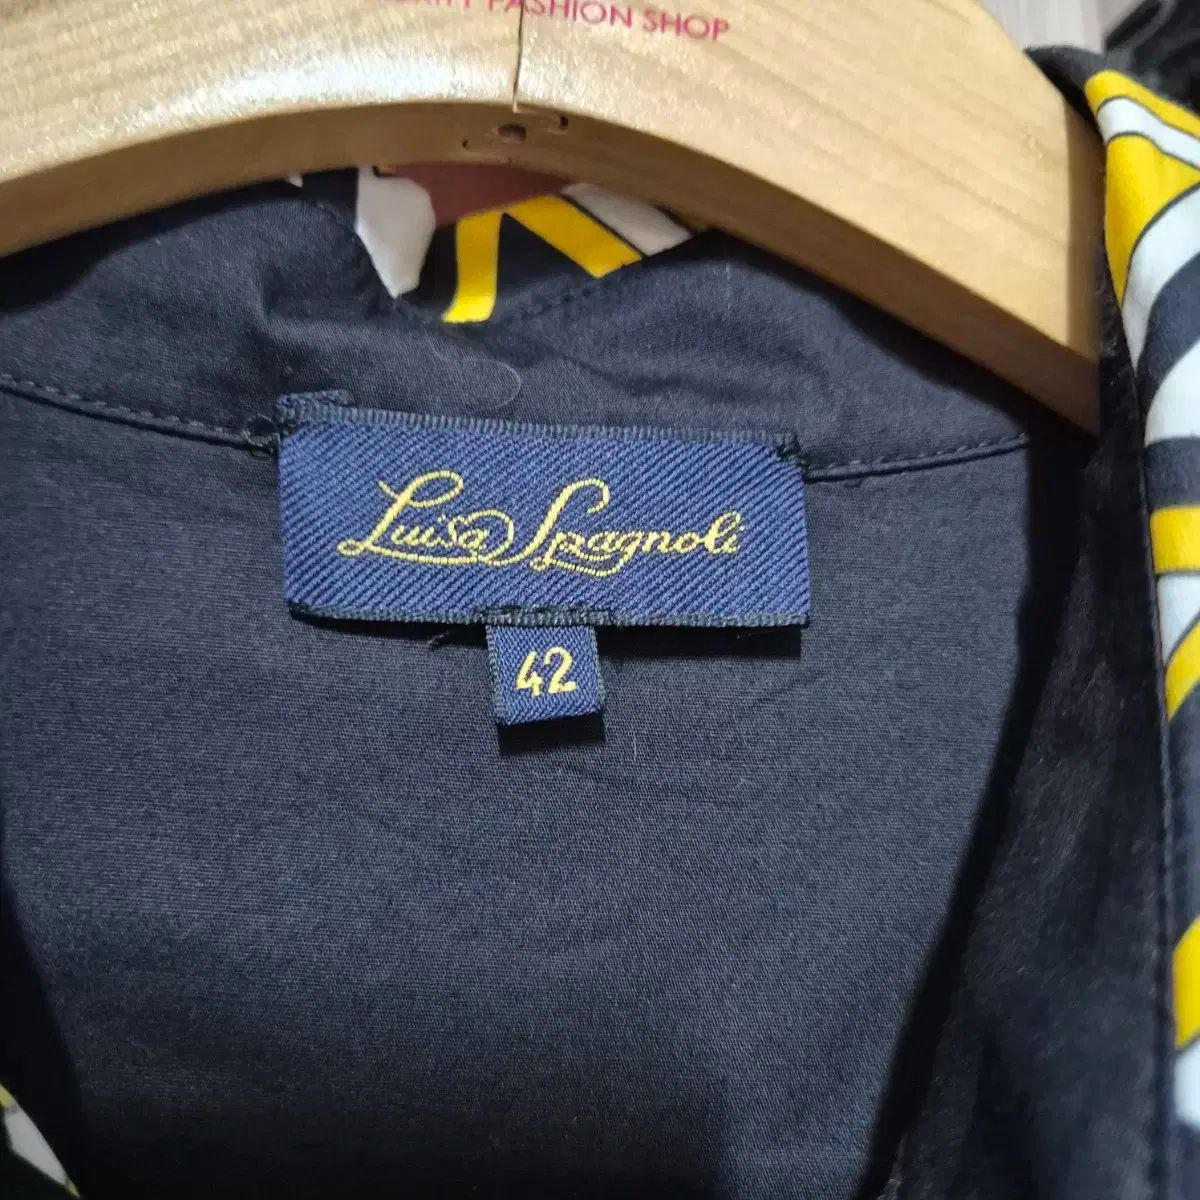 FASHION SHOP
Luisa Spagnoli
42